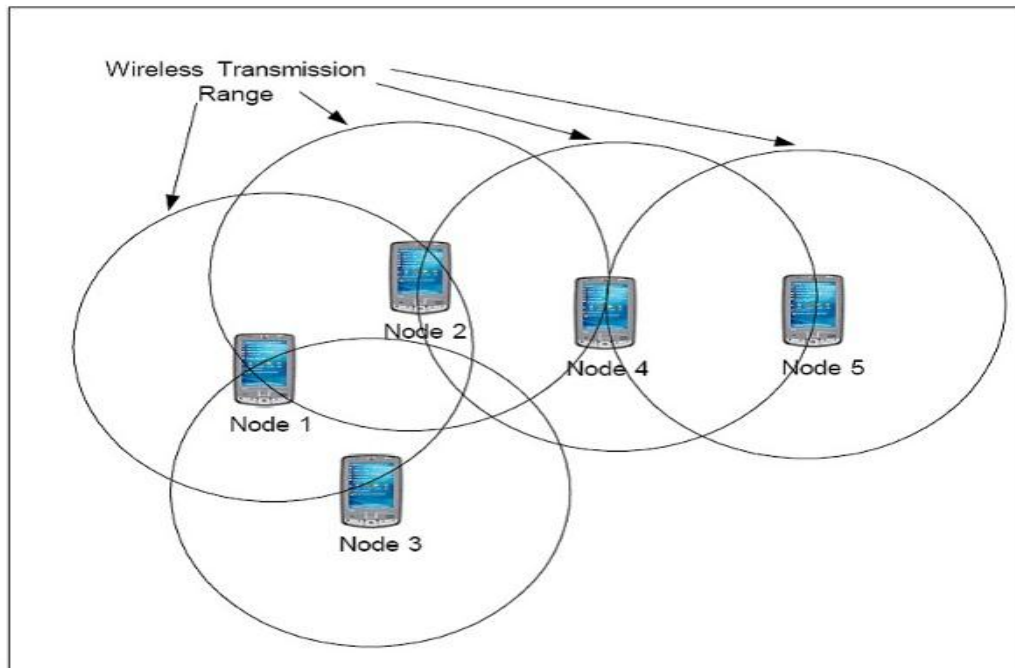 Wireless Transmission
Range
Node 2
Node 4
Node 5
Node 1
Node 3